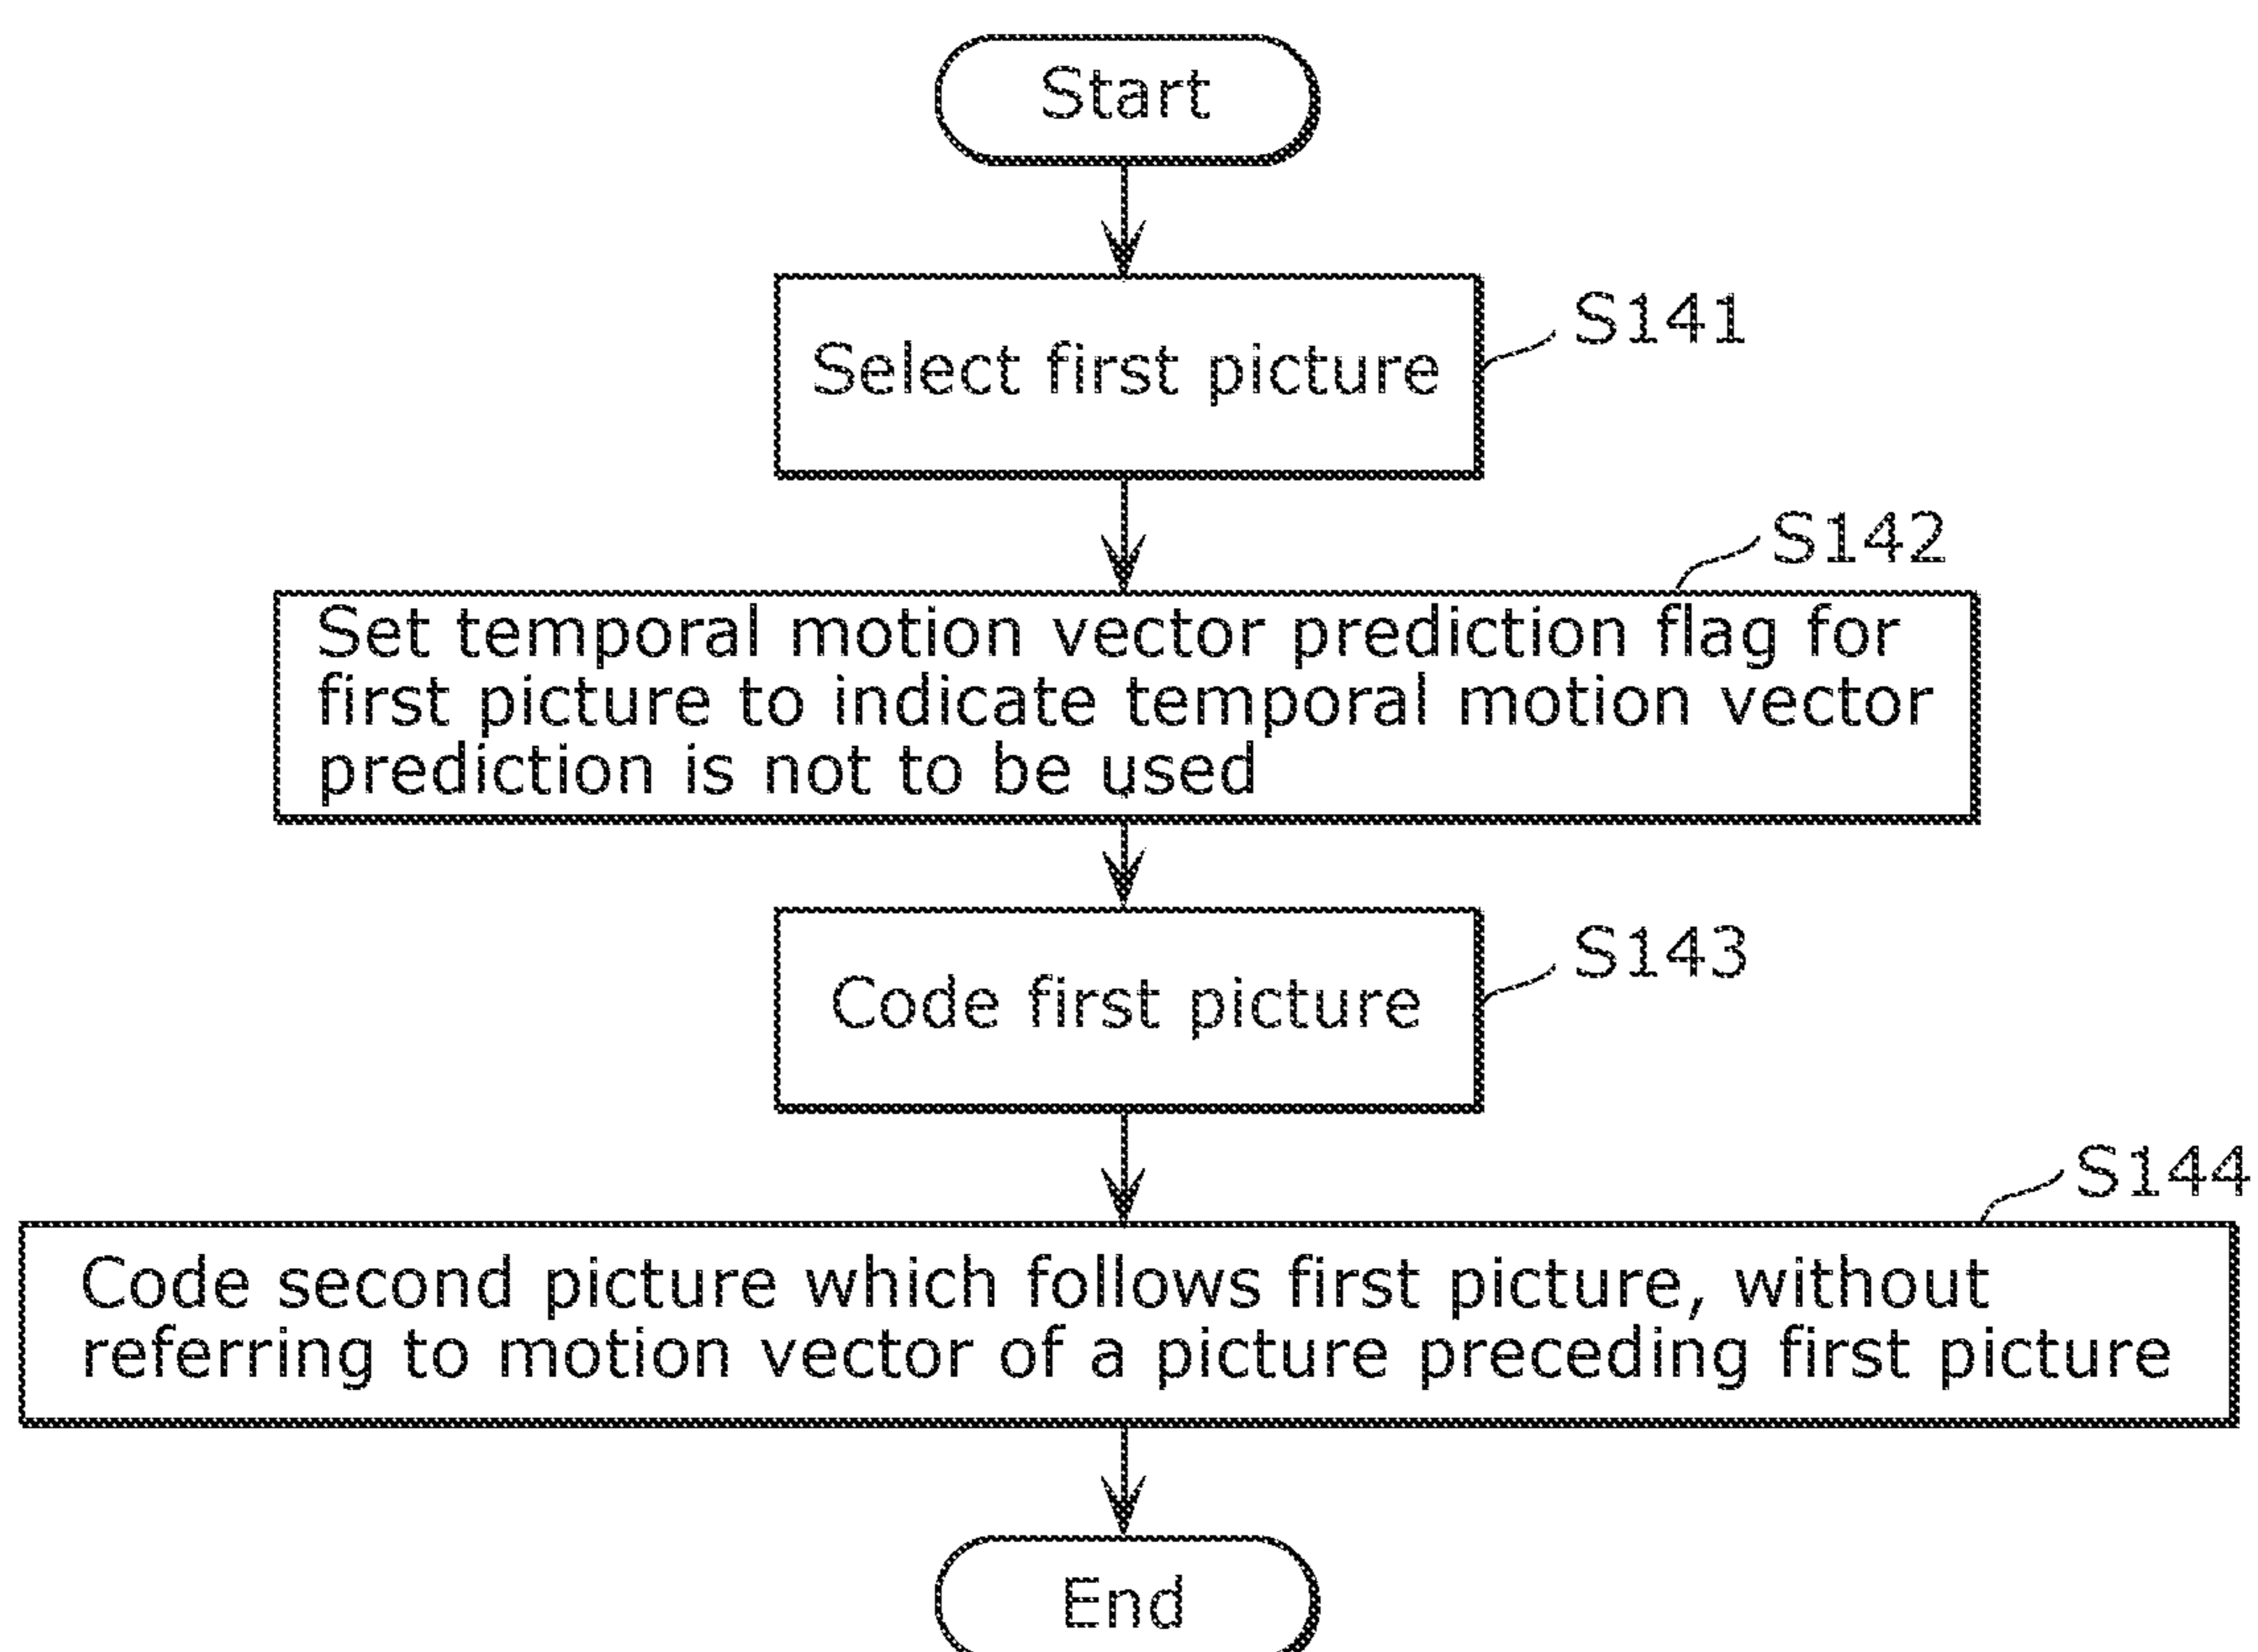 Start
S141
Select first picture
S142
Set temporal motion vector prediction flag for
first picture to indicate temporal motion vector
prediction is not to be used
S143
Code first picture
S144
Code second picture which follows first picture, without
referring to motion vector of a picture preceding first picture
End